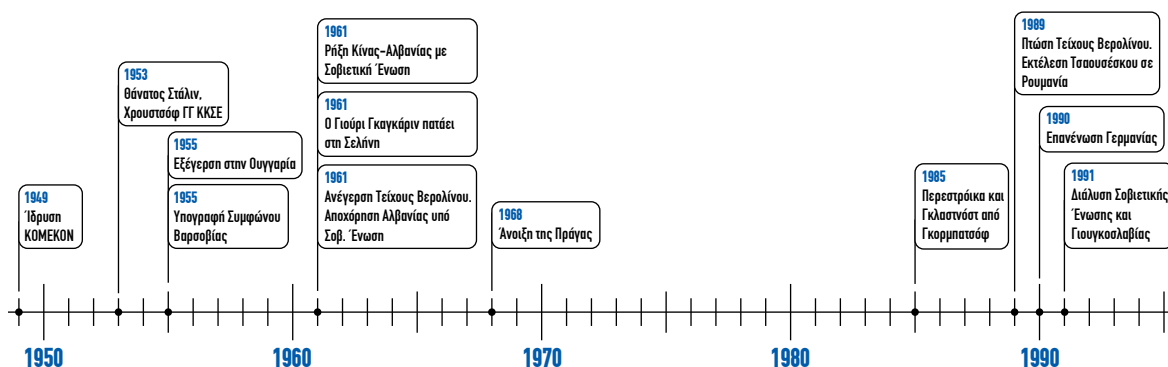 1949
Ίδρυση
ΚΟΜΕΚΟΝ
1953
Θάνατος Στάλιν,
Χρουστσόφ ΓΓ ΚΚΣΕ
1955
Εξέγερση στην Ουγγαρία
1955
Υπογραφή Συμφώνου
Βαρσοβίας
1961
Ρήξη Κίνας-Αλβανίας με
Σοβιετική Ένωση
1961
Ο Γιούρι Γκαγκάριν πατάει
στη Σελήνη
1961
Ανέγερση Τείχους Βερολίνου.
Αποχόρηση Αλβανίας υπό
Σοβ. Ένωση
1968
Άνοιξη της Πράγας
1985
Περεστρόικα και
Γκλαστνόστ από
Γκορμπατσόφ
1989
Πτώση Τείχους Βερολίνου.
Εκτέλεση Τσαουσέσκου σε
Ρουμανία
1990
Επανένωση Γερμανίας
1991
Διάλυση Σοβιετικής
Ένωσης και
Γιουγκοσλαβίας
1950
1960
1970
1980
1990